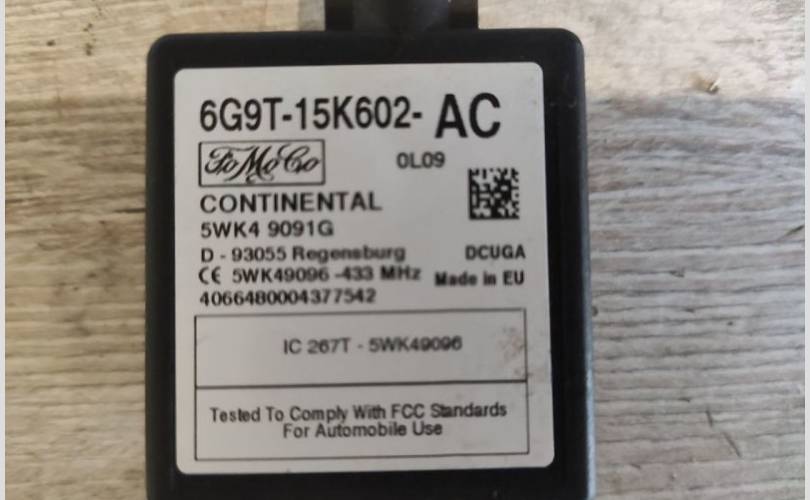 6G9T-15K602- AC
FoMoCo 0L09
CONTINENTAL
5WK4 9091G
D - 93055 Regensburg DCUGA
CE 5WK49096 -433 MHz Made in EU
4066480004377542
IC 267T - 5WK49096
Tested To Comply With FCC Standards
For Automobile Use